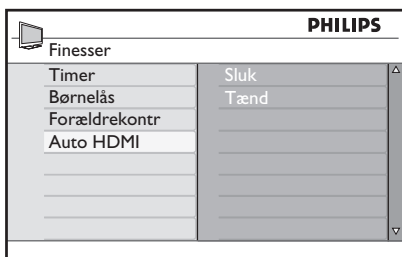 PHILIPS
Finesser
Timer
Sluk
Børnelås
Tænd
Forældrekontr
Auto HDMI